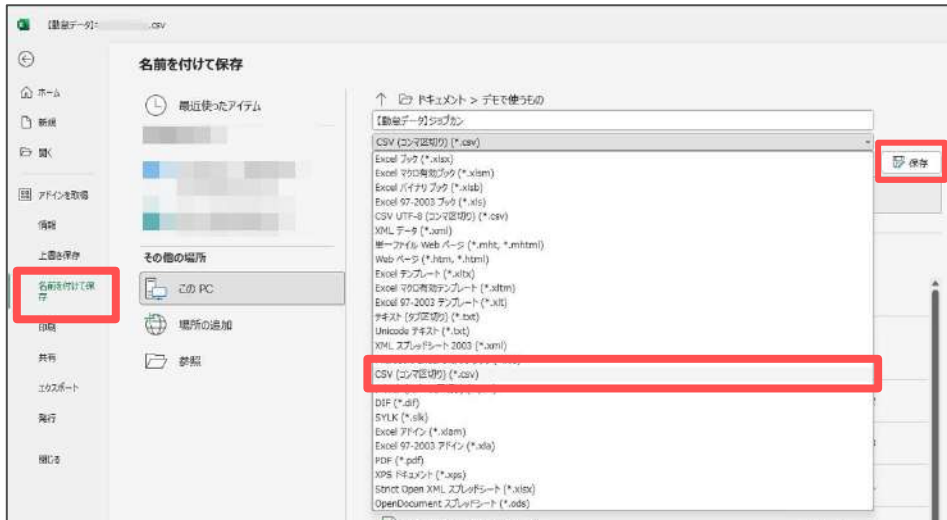 【勤怠データ】
.csv
名前を付けて保存
ホーム
新規
開く
アドインを取得
情報
上書き保存
名前を付けて保
存
印刷
共有
エクスポート
発行
閉じる
最近使ったアイテム
その他の場所
この PC
場所の追加
参照
ドキュメント > デモで使うもの
【勤怠データ】ジョブカン
CSV (コンマ区切り) (*.csv)
保存
Excel ブック (*.xlsx)
Excel マクロ有効ブック (*.xlsm)
Excel バイナリ ブック (*.xlsb)
Excel 97-2003 ブック (*.xls)
CSV UTF-8 (コンマ区切り) (*.csv)
XML データ (*.xml)
単一ファイル Web ページ (*.mht, *.mhtml)
Web ページ (*.htm, *.html)
Excel テンプレート (*.xltx)
Excel マクロ有効テンプレート (*.xltm)
Excel 97-2003 テンプレート (*.xlt)
テキスト (タブ区切り) (*.txt)
Unicode テキスト (*.txt)
XML スプレッドシート 2003 (*.xml)
CSV (コンマ区切り) (*.csv)
DIF (*.dif)
SYLK (*.slk)
Excel アドイン (*.xlam)
Excel 97-2003 アドイン (*.xla)
PDF (*.pdf)
XPS ドキュメント (*.xps)
Strict Open XML スプレッドシート (*.xlsx)
OpenDocument スプレッドシート (*.ods)